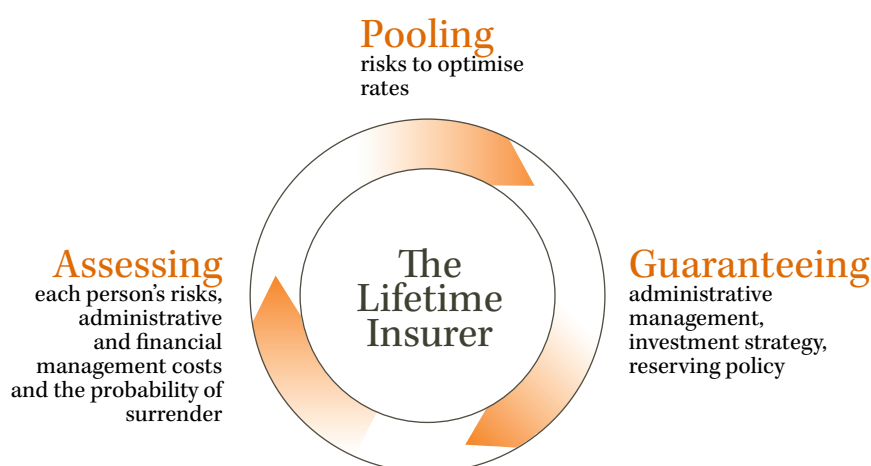 Pooling
risks to optimise
rates
Assessing
each person's risks,
administrative
and financial
management costs
and the probability of
surrender
The
Lifetime
Insurer
Guaranteeing
administrative
management,
investment strategy,
reserving policy